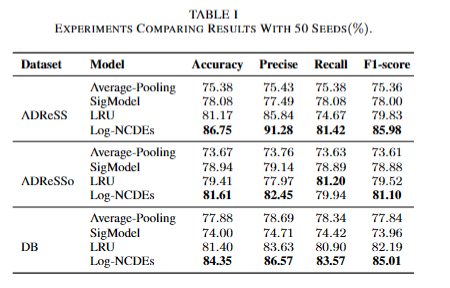 TABLE I
EXPERIMENTS COMPARING RESULTS WITH 50 SEEDS(%).
Dataset Model Accuracy Precise Recall F1-score
Average-Pooling 75.38 75.43 75.38 75.36
SigModel 78.08 77.49 78.08 78.00
ADReSS LRU 81.17 85.84 74.67 79.83
Log-NCDEs 86.75 91.28 81.42 85.98
Average-Pooling 73.67 73.76 73.63 73.61
SigModel 78.94 79.14 78.89 78.88
ADReSSo LRU 79.41 77.97 81.20 79.52
Log-NCDEs 81.61 82.45 79.94 81.10
Average-Pooling 77.88 78.69 78.34 77.84
SigModel 74.00 74.71 74.42 73.96
DB LRU 81.40 83.63 80.90 82.19
Log-NCDEs 84.35 86.57 83.57 85.01